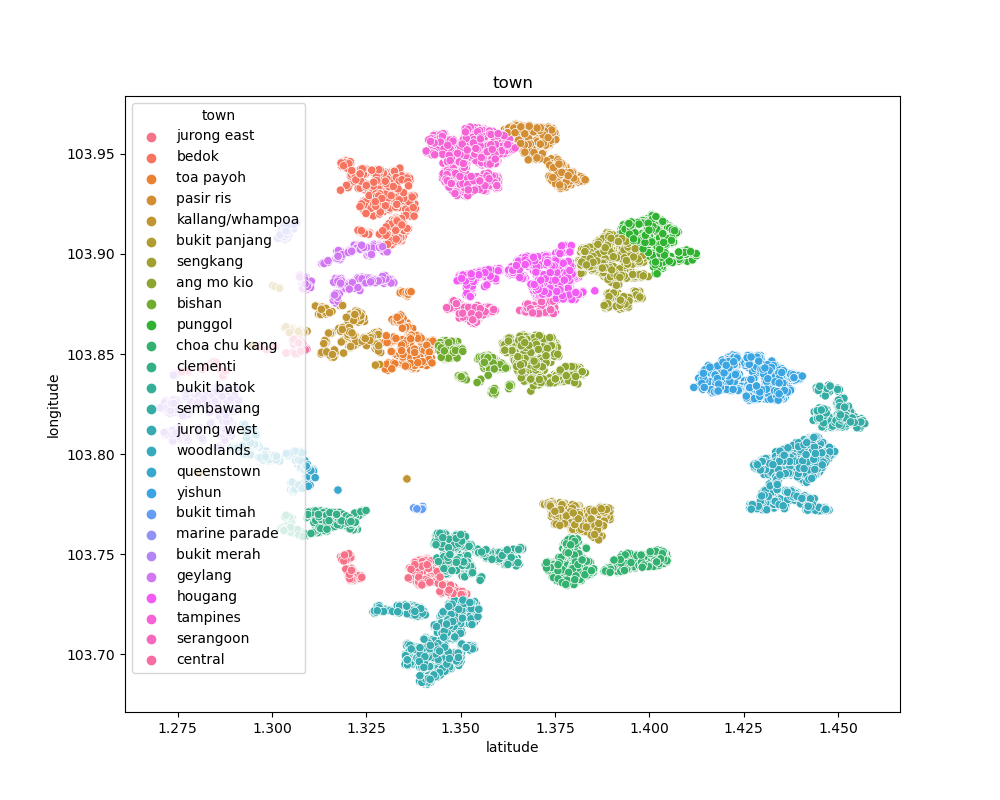 town
town
jurong east
bedok
toa payoh
pasir ris
kallang/whampoa
bukit panjang
sengkang
ang mo kio
bishan
punggol
choa chu kang
clementi
bukit batok
sembawang
jurong west
woodlands
queenstown
yishun
bukit timah
marine parade
bukit merah
geylang
hougang
tampines
serangoon
central
103.95
103.90
103.85
103.80
103.75
103.70
longitude
1.275 1.300 1.325 1.350 1.375 1.400 1.425 1.450
latitude